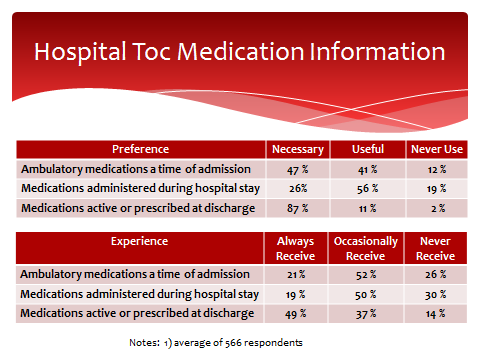 Hospital Toc Medication Information
Preference Necessary Useful Never Use
Ambulatory medications a time of admission 47 % 41 % 12 %
Medications administered during hospital stay 26% 56 % 19 %
Medications active or prescribed at discharge 87 % 11 % 2 %
Experience Always Receive Occasionally Receive Never Receive
Ambulatory medications a time of admission 21 % 52 % 26 %
Medications administered during hospital stay 19 % 50 % 30 %
Medications active or prescribed at discharge 49 % 37 % 14 %
Notes: 1) average of 566 respondents